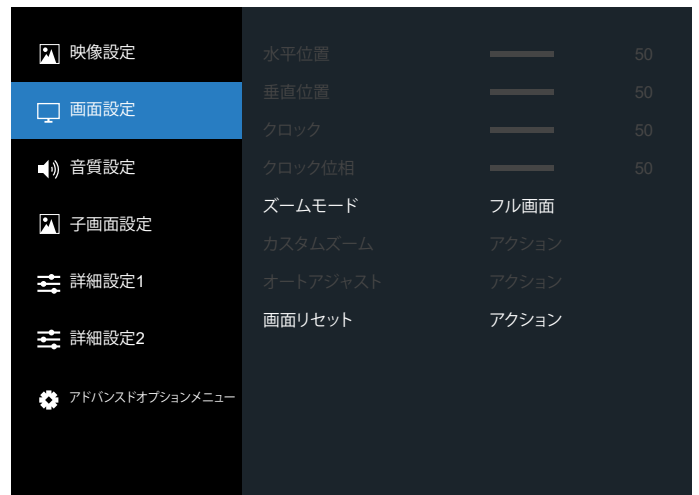 映像設定
画面設定
音質設定
子画面設定
詳細設定1
詳細設定2
アドバンスドオプションメニュー
水平位置 50
垂直位置 50
クロック 50
クロック位相 50
ズームモード フル画面
カスタムズーム アクション
オートアジャスト アクション
画面リセット アクション